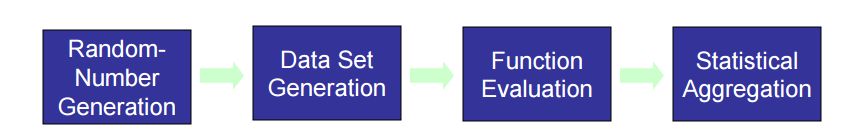 Random-
Number
Generation
Data Set
Generation
Function
Evaluation
Statistical
Aggregation